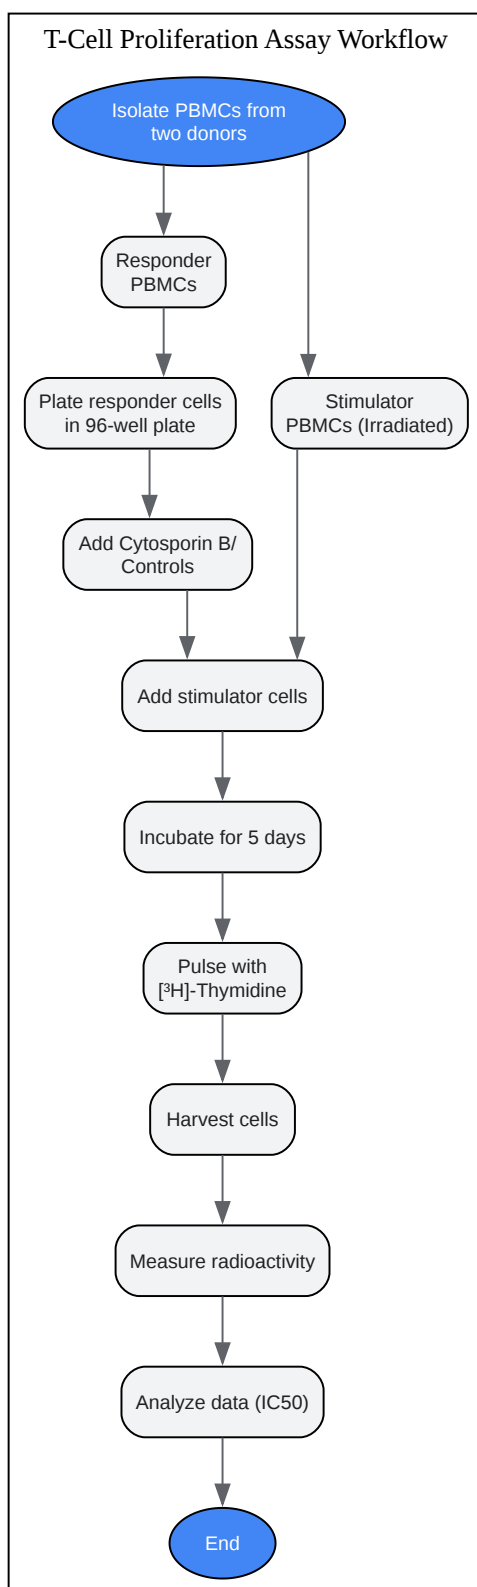 T-Cell Proliferation Assay Workflow
Isolate PBMCs from
two donors
Responder
PBMCs
Plate responder cells
in 96-well plate
Stimulator
PBMCs (Irradiated)
Add Cytosporin B/
Controls
Add stimulator cells
Incubate for 5 days
Pulse with
[³H]-Thymidine
Harvest cells
Measure radioactivity
Analyze data (IC50)
End